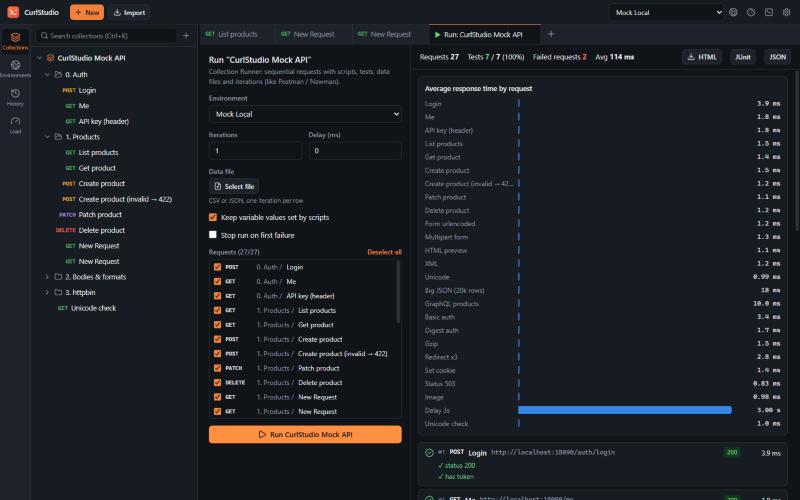 CurlStudio
+ New
Import
Mock Local
Collections
Environments
History
Load
Search collections (Ctrl+K)
CurlStudio Mock API
0. Auth
POST Login
GET Me
GET API key (header)
1. Products
GET List products
GET Get product
POST Create product
POST Create product (invalid → 422)
PATCH Patch product
DELETE Delete product
GET New Request
GET New Request
2. Bodies & formats
3. httpbin
GET Unicode check
GET List products
GET New Request
GET New Request
Run: CurlStudio Mock API
Run "CurlStudio Mock API"
Collection Runner: sequential requests with scripts, tests, data
files and iterations (like Postman / Newman).
Environment
Mock Local
Iterations
Delay (ms)
1
0
Data file
Select file
CSV or JSON, one iteration per row
Keep variable values set by scripts
Stop run on first failure
Requests (27/27)
Deselect all
POST 0. Auth / Login
GET 0. Auth / Me
GET 0. Auth / API key (header)
GET 1. Products / List products
GET 1. Products / Get product
POST 1. Products / Create product
POST 1. Products / Create product (invalid → 422)
PATCH 1. Products / Patch product
DELETE 1. Products / Delete product
GET 1. Products / New Request
GET 1. Products / New Request
Run CurlStudio Mock API
Requests 27 Tests 7 / 7 (100%) Failed requests 2 Avg 114 ms
HTML
JUnit
JSON
Average response time by request
Login 3.9 ms
Me 1.8 ms
API key (header) 1.8 ms
List products 1.5 ms
Get product 1.4 ms
Create product 1.5 ms
Create product (invalid → 42... 1.2 ms
Patch product 1.1 ms
Delete product 1.2 ms
Form urlencoded 1.2 ms
Multipart form 1.3 ms
HTML preview 1.1 ms
XML 1.2 ms
Unicode 0.99 ms
Big JSON (20k rows) 18 ms
GraphQL products 10.0 ms
Basic auth 3.4 ms
Digest auth 1.7 ms
Gzip 1.5 ms
Redirect x3 2.8 ms
Set cookie 1.4 ms
Status 503 0.83 ms
Image 0.98 ms
Delay 3s 3.00 s
Unicode check 1.0 ms
#1 POST Login http://localhost:18090/auth/login 200 3.9 ms
✓ status 200
✓ has token